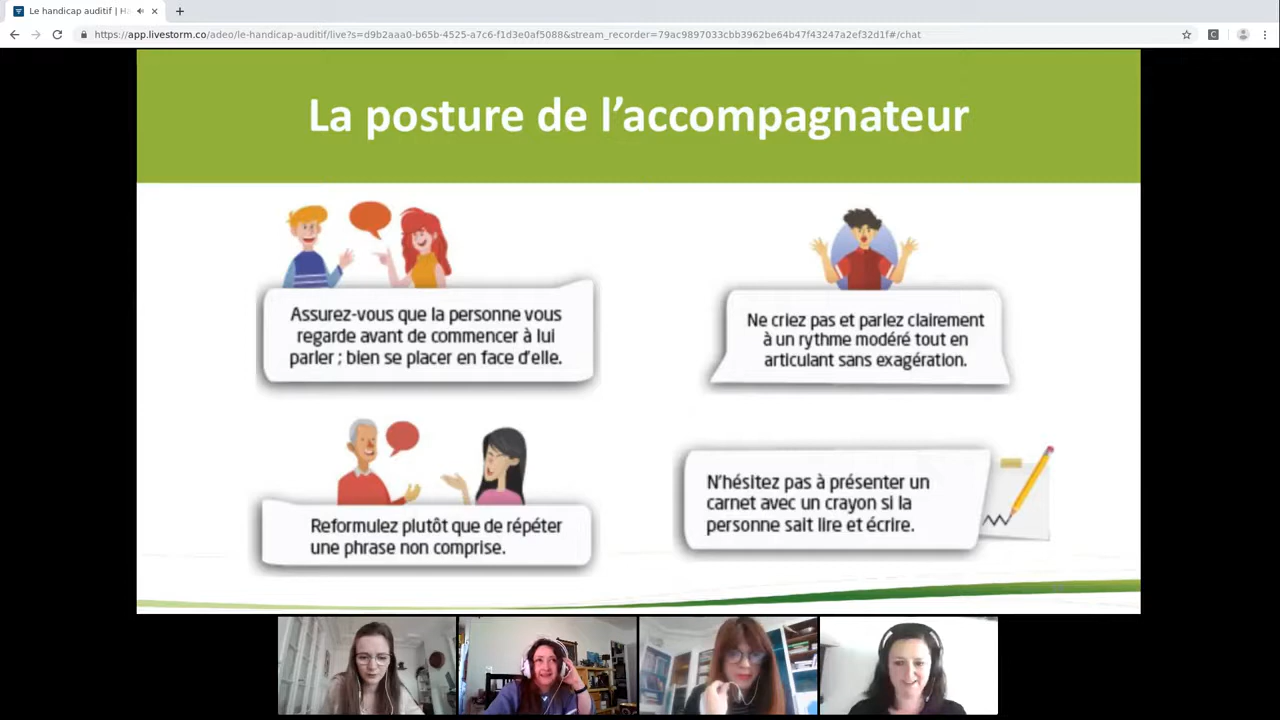 Le handicap auditif | Ha
https://app.livestorm.co/adeo/le-handicap-auditif/live?s=d9b2aaa0-b65b-4525-a7c6-f1d3e0af5088&stream_recorder=79ac9897033cbb3962be64b47f43247a2ef32d1f#/chat
C
La posture de l’accompagnateur
Assurez-vous que la personne vous
regarde avant de commencer à lui
parler ; bien se placer en face d'elle.
Ne criez pas et parlez clairement
à un rythme modéré tout en
articulant sans exagération.
Reformulez plutôt que de répéter
une phrase non comprise.
N'hésitez pas à présenter un
carnet avec un crayon si la
personne sait lire et écrire.